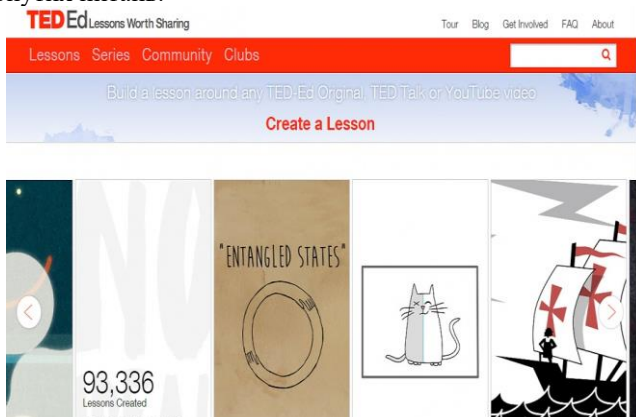 TED Ed Lessons Worth Sharing
Tour Blog Get Involved FAQ About
Lessons Series Community Clubs
Build a lesson around any TED-Ed Original, TED Talk or YouTube video
Create a Lesson
"ENTANGLED STATES"
93,336
Lessons Created